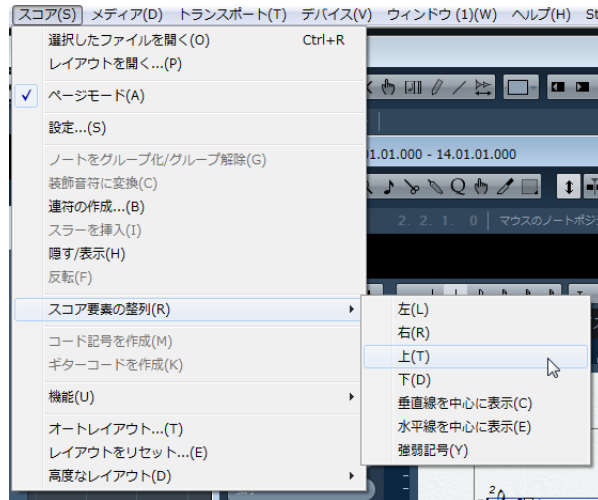 スコア(S) メディア(D) トランスポート(T) デバイス(V) ウィンドウ (1)(W) ヘルプ(H) St
選択したファイルを開く(O) Ctrl+R
レイアウトを開く...(P)
ページモード(A)
設定...(S)
ノートをグループ化/グループ解除(G)
装飾音符に変換(C)
連符の作成...(B)
スラーを挿入(I)
隠す/表示(H)
反転(F)
スコア要素の整列(R)
コード記号を作成(M)
ギターコードを作成(K)
機能(U)
オートレイアウト...(T)
レイアウトをリセット...(E)
高度なレイアウト(D)
左(L)
右(R)
上(T)
下(D)
垂直線を中心に表示(C)
水平線を中心に表示(E)
強弱記号(Y)
01.01.000 - 14.01.01.000
2. 2. 1. 0 マウスのノートポジ
2